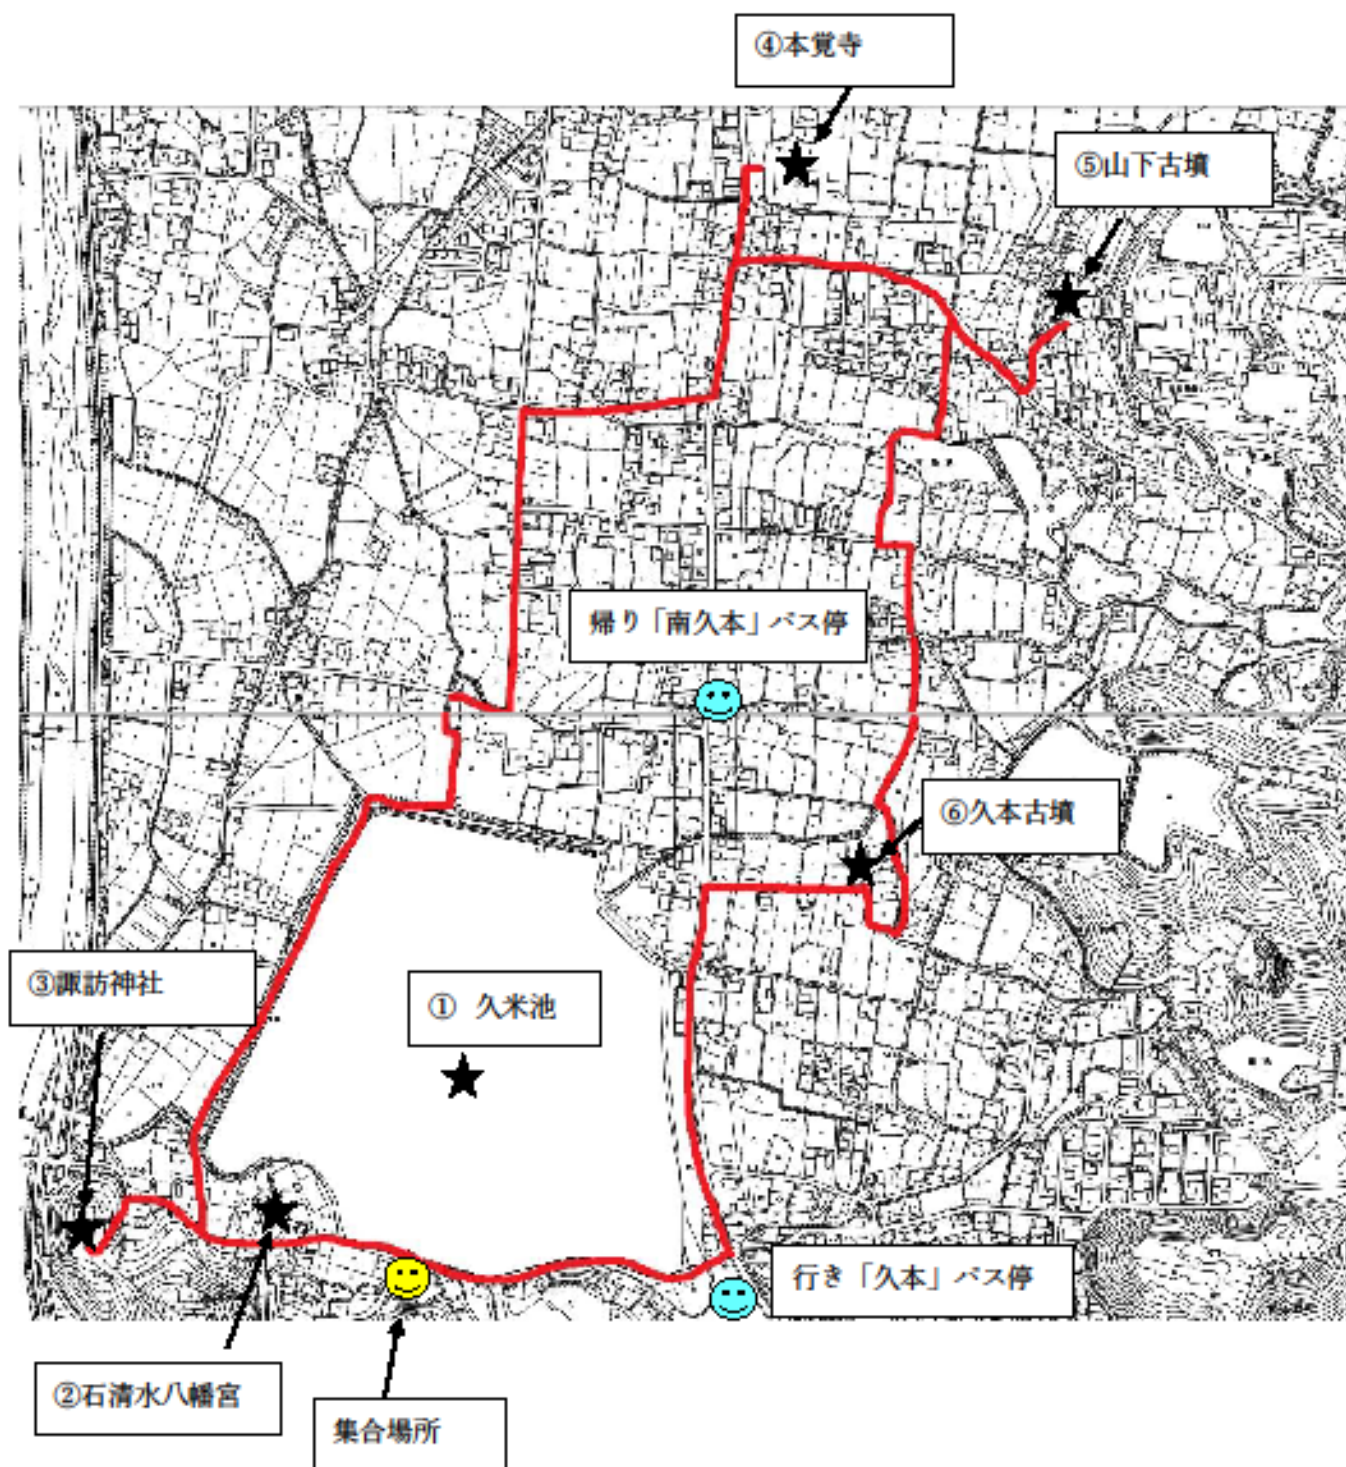 ④本覚寺
⑤山下古墳
帰り「南久本」バス停
⑥久本古墳
③諏訪神社
① 久米池
行き「久本」バス停
②石清水八幡宮
集合場所